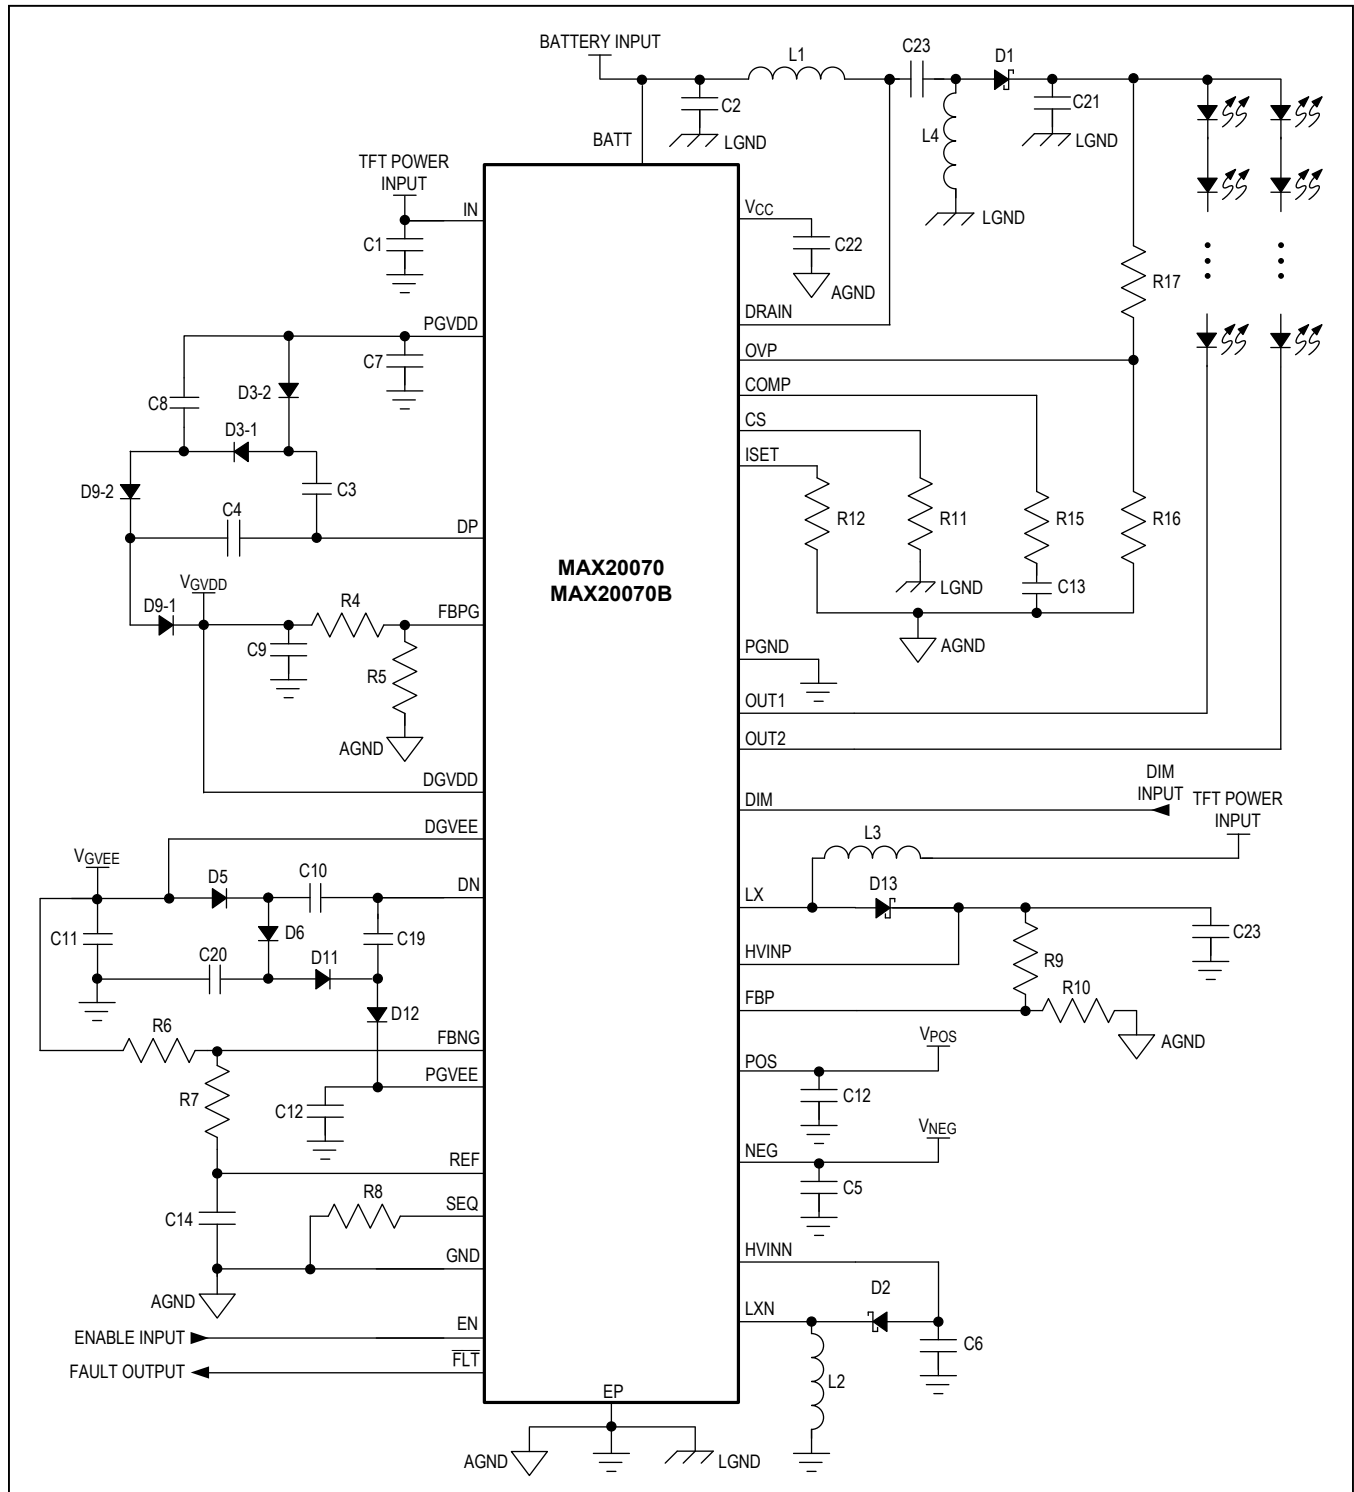 BATTERY INPUT
L1
C23
D1
C2
LGND
L4
C21
LGND
LGND
BATT
TFT POWER
INPUT
IN
C1
VCC
C22
AGND
R17
DRAIN
PGVDD
C7
OVP
COMP
CS
ISET
C8
D3-2
D3-1
D9-2
C3
C4
DP
R12
R11
R15
R16
LGND
C13
AGND
MAX20070
MAX20070B
VGVDD
D9-1
R4
FBPG
C9
R5
AGND
PGND
OUT1
OUT2
DGVDD
DIM
DIM
INPUT
TFT POWER
INPUT
DGVEE
VGVEE
D5
C10
DN
L3
LX
D13
C11
D6
C19
C20
D11
C23
HVINP
R9
FBP
R10
AGND
D12
R6
FBNG
R7
PGVEE
C12
VPOS
POS
C12
VNEG
NEG
C5
REF
R8
SEQ
C14
GND
AGND
HVINN
D2
LXN
C6
L2
ENABLE INPUT
EN
FAULT OUTPUT
FLT
EP
AGND
LGND